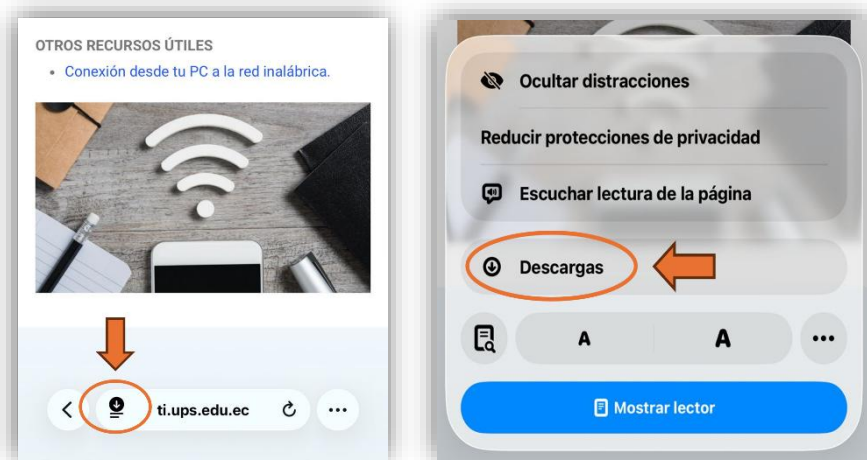 OTROS RECURSOS ÚTILES
• Conexión desde tu PC a la red inalábrica.
ti.ups.edu.ec
Ocultar distracciones
Reducir protecciones de privacidad
Escuchar lectura de la página
Descargas
A A
Mostrar lector